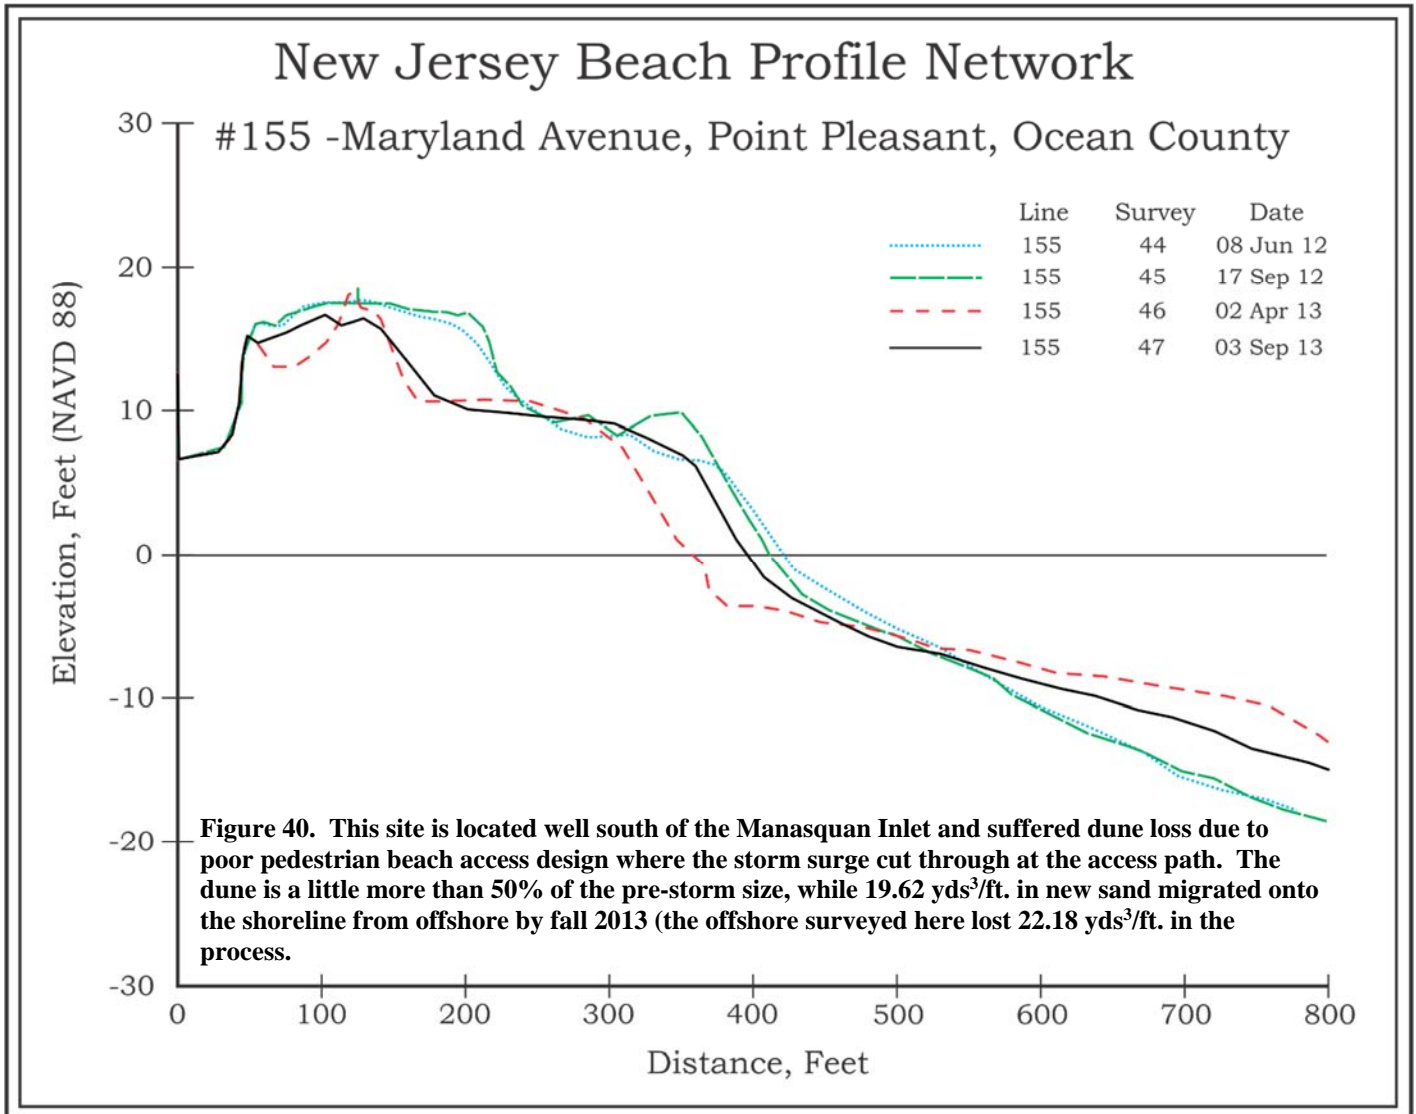 New Jersey Beach Profile Network
#155 -Maryland Avenue, Point Pleasant, Ocean County
Line Survey Date
155 44 08 Jun 12
155 45 17 Sep 12
155 46 02 Apr 13
155 47 03 Sep 13
Elevation, Feet (NAVD 88)
30
20
10
0
-10
-20
-30
Figure 40. This site is located well south of the Manasquan Inlet and suffered dune loss due to
poor pedestrian beach access design where the storm surge cut through at the access path. The
dune is a little more than 50% of the pre-storm size, while 19.62 yds³/ft. in new sand migrated onto
the shoreline from offshore by fall 2013 (the offshore surveyed here lost 22.18 yds³/ft. in the
process.
0 100 200 300 400 500 600 700 800
Distance, Feet